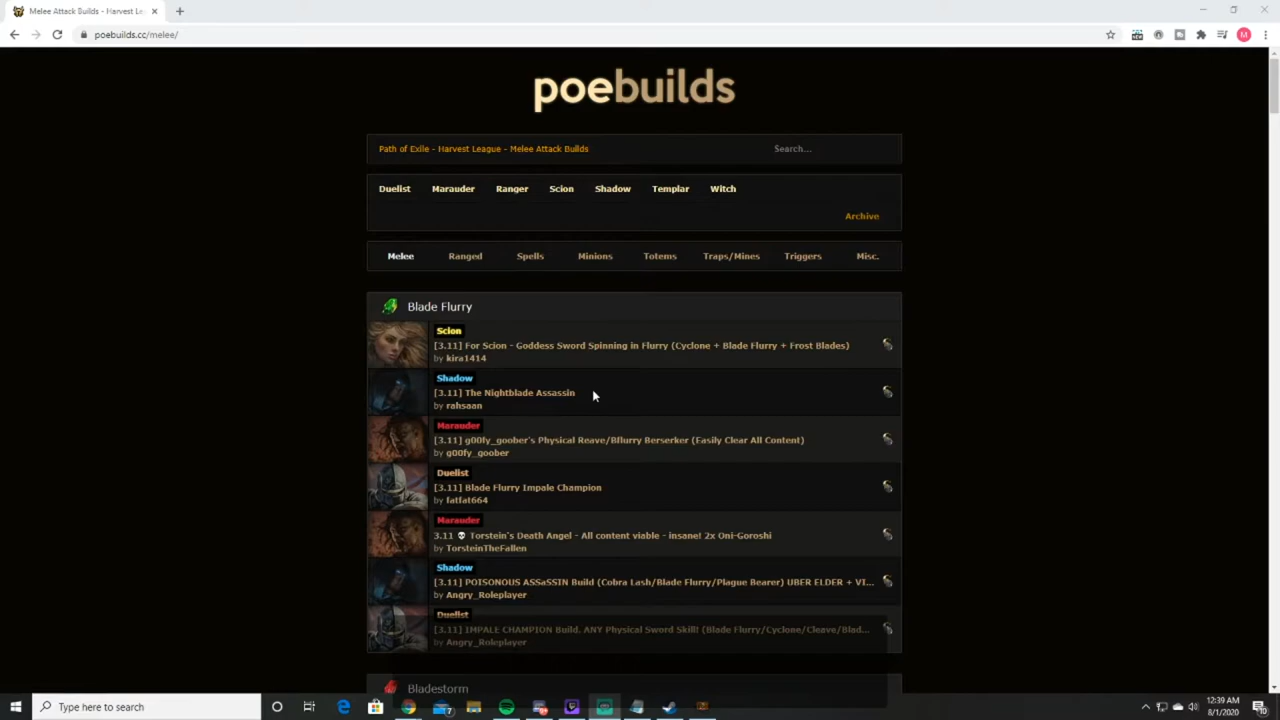 Melee Attack Builds - Harvest Le
poebuilds.cc/melee/
M
poebuilds
Path of Exile - Harvest League - Melee Attack Builds
Search...
Duelist Marauder Ranger Scion Shadow Templar Witch
Archive
Melee Ranged Spells Minions Totems Traps/Mines Triggers Misc.
Blade Flurry
Scion
[3.11] For Scion - Goddess Sword Spinning in Flurry (Cyclone + Blade Flurry + Frost Blades)
by kira1414
Shadow
[3.11] The Nightblade Assassin
by rahsaan
Marauder
[3.11] g00fy_goober's Physical Reave/Bflurry Berserker (Easily Clear All Content)
by g00fy_goober
Duelist
[3.11] Blade Flurry Impale Champion
by fatfat664
Marauder
3.11 💀 Torstein's Death Angel - All content viable - insane! 2x Oni-Goroshi
by TorsteinTheFallen
Shadow
[3.11] POISONOUS ASSaSSIN Build (Cobra Lash/Blade Flurry/Plague Bearer) UBER ELDER + VI...
by Angry_Roleplayer
Duelist
[3.11] IMPALE CHAMPION Build. ANY Physical Sword Skill! (Blade Flurry/Cyclone/Cleave/Blad...
by Angry_Roleplayer
Bladestorm
Type here to search
7
12:39 AM
8/1/2020
10